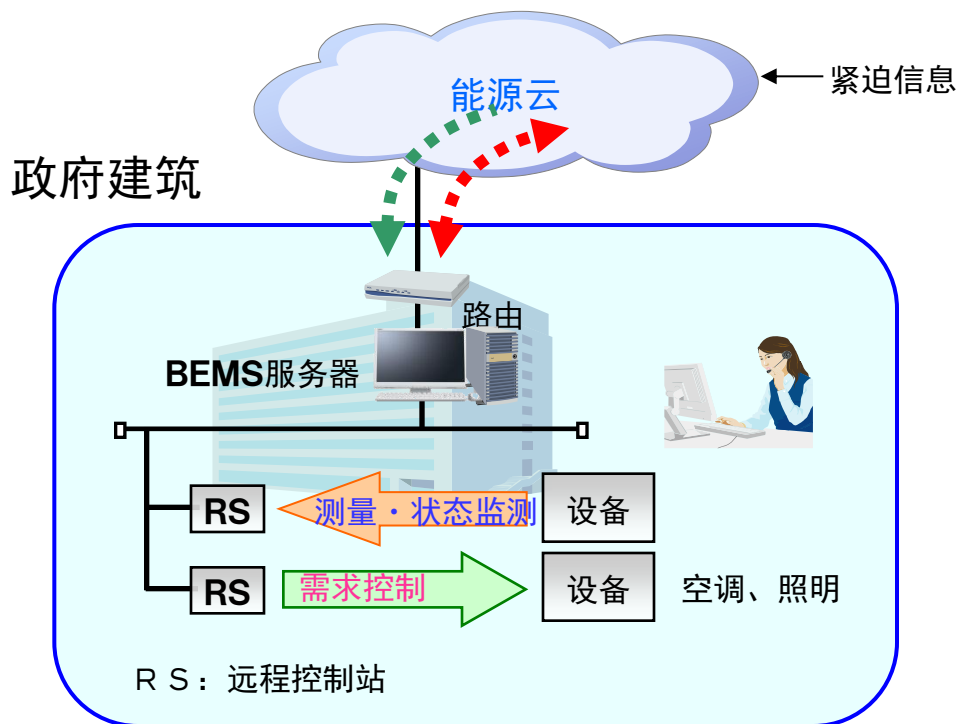 能源云
紧迫信息
政府建筑
路由
BEMS服务器
RS
测量・状态监测
设备
RS
需求控制
设备
空调、照明
ＲＳ：远程控制站